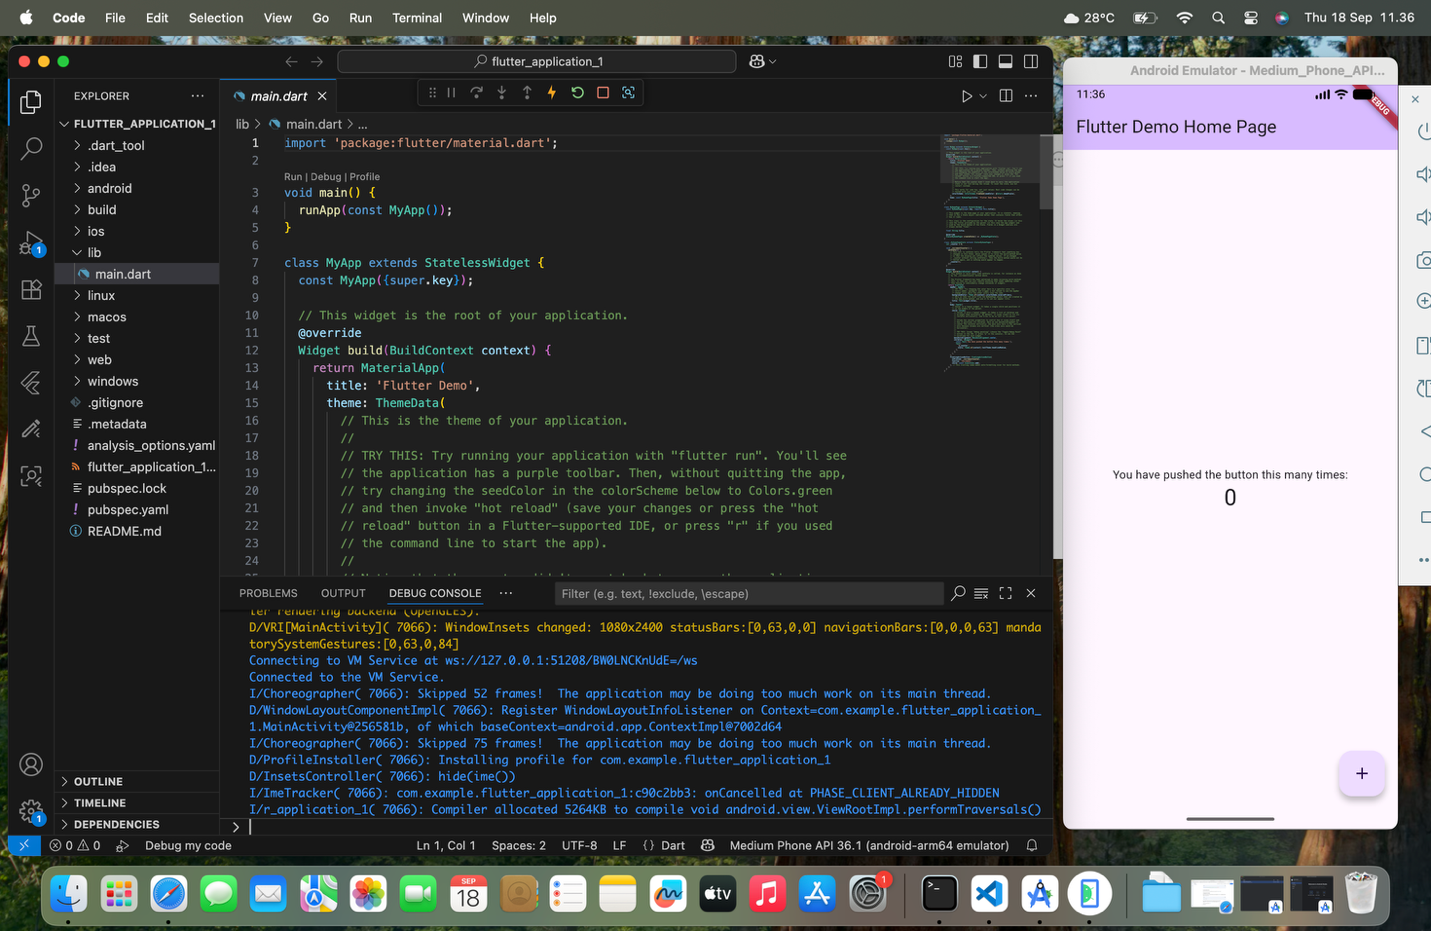 Code File Edit Selection View Go Run Terminal Window Help
28°C
Thu 18 Sep 11.36
flutter_application_1
EXPLORER
FLUTTER_APPLICATION_1
.dart_tool
.idea
android
build
ios
lib
main.dart
linux
macos
test
web
windows
.gitignore
.metadata
analysis_options.yaml
flutter_application_1...
pubspec.lock
pubspec.yaml
README.md
OUTLINE
TIMELINE
DEPENDENCIES
1
1
main.dart
lib > main.dart > ...
1 import 'package:flutter/material.dart';
2
Run | Debug | Profile
3 void main() {
4 runApp(const MyApp());
5 }
6
7 class MyApp extends StatelessWidget {
8 const MyApp({super.key});
9
10 // This widget is the root of your application.
11 @override
12 Widget build(BuildContext context) {
13 return MaterialApp(
14 title: 'Flutter Demo',
15 theme: ThemeData(
16 // This is the theme of your application.
17 //
18 // TRY THIS: Try running your application with "flutter run". You'll see
19 // the application has a purple toolbar. Then, without quitting the app,
20 // try changing the seedColor in the colorScheme below to Colors.green
21 // and then invoke "hot reload" (save your changes or press the "hot
22 // reload" button in a Flutter-supported IDE, or press "r" if you used
23 // the command line to start the app).
24 //
PROBLEMS OUTPUT DEBUG CONSOLE ...
Filter (e.g. text, !exclude, \escape)
ter rendering backend (OpenGLES).
D/VRI[MainActivity]( 7066): WindowInsets changed: 1080x2400 statusBars:[0,63,0,0] navigationBars:[0,0,0,63] manda
torySystemGestures:[0,63,0,84]
Connecting to VM Service at ws://127.0.0.1:51208/BW0LNCKnUdE=/ws
Connected to the VM Service.
I/Choreographer( 7066): Skipped 52 frames!  The application may be doing too much work on its main thread.
D/WindowLayoutComponentImpl( 7066): Register WindowLayoutInfoListener on Context=com.example.flutter_application_
1.MainActivity@256581b, of which baseContext=android.app.ContextImpl@7002d64
I/Choreographer( 7066): Skipped 75 frames!  The application may be doing too much work on its main thread.
D/ProfileInstaller( 7066): Installing profile for com.example.flutter_application_1
D/InsetsController( 7066): hide(ime())
I/ImeTracker( 7066): com.example.flutter_application_1:c90c2bb3: onCancelled at PHASE_CLIENT_ALREADY_HIDDEN
I/r_application_1( 7066): Compiler allocated 5264KB to compile void android.view.ViewRootImpl.performTraversals()
>
0 0 Debug my code
Ln 1, Col 1 Spaces: 2 UTF-8 LF {} Dart Medium Phone API 36.1 (android-arm64 emulator)
Android Emulator - Medium_Phone_API...
11:36
Flutter Demo Home Page
You have pushed the button this many times:
0
+
SEP
18
tv
1